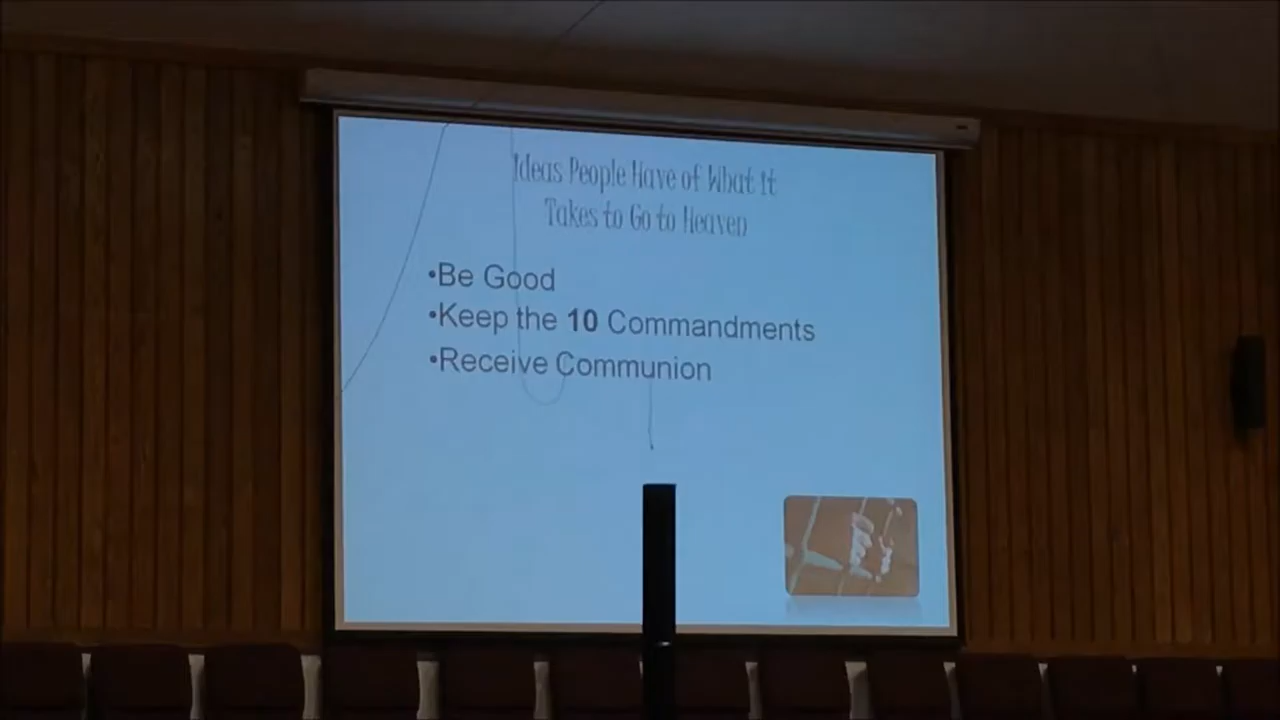 Ideas People Have of What It
Takes to Go to Heaven
•Be Good
•Keep the 10 Commandments
•Receive Communion